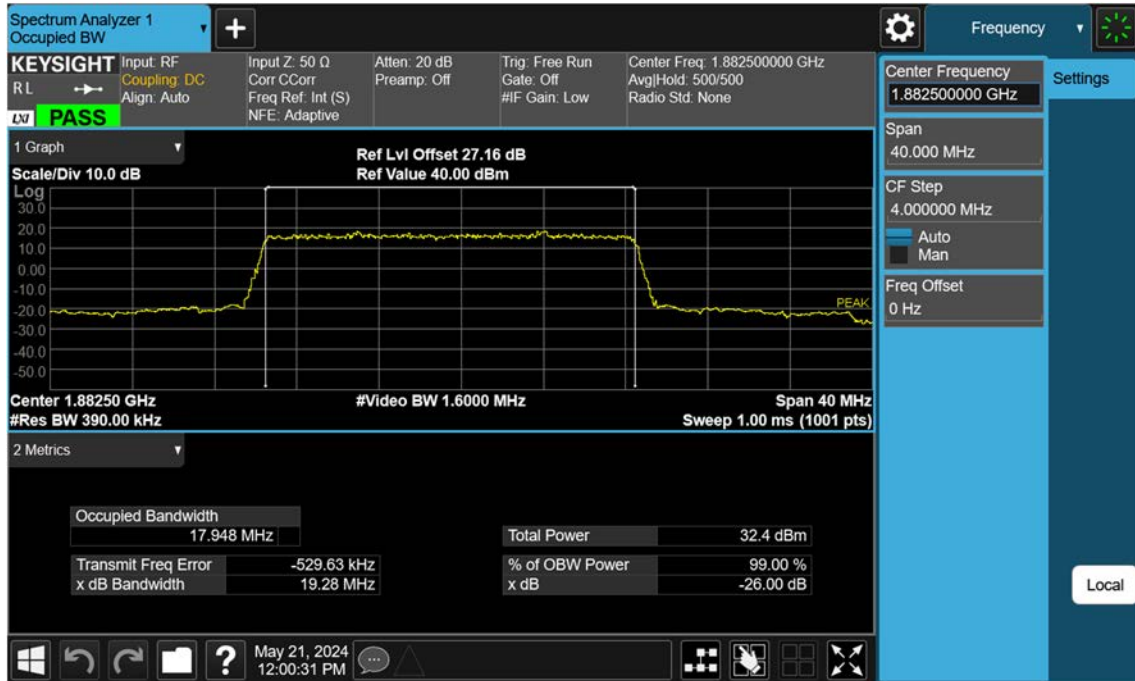 Spectrum Analyzer 1
Occupied BW
Frequency
KEYSIGHT
R L
LXI
PASS
Input: RF
Coupling: DC
Align: Auto
Input Z: 50 Ω
Corr CCorr
Freq Ref: Int (S)
NFE: Adaptive
Atten: 20 dB
Preamp: Off
Trig: Free Run
Gate: Off
#IF Gain: Low
Center Freq: 1.882500000 GHz
Avg|Hold: 500/500
Radio Std: None
Center Frequency
1.882500000 GHz
Settings
Span
40.000 MHz
CF Step
4.000000 MHz
Auto
Man
Freq Offset
0 Hz
Local
1 Graph
Scale/Div 10.0 dB
Ref Lvl Offset 27.16 dB
Ref Value 40.00 dBm
Log
30.0
20.0
10.0
0.00
-10.0
-20.0
-30.0
-40.0
-50.0
PEAK
Center 1.88250 GHz
#Video BW 1.6000 MHz
Span 40 MHz
#Res BW 390.00 kHz
Sweep 1.00 ms (1001 pts)
2 Metrics
Occupied Bandwidth
17.948 MHz
Total Power 32.4 dBm
Transmit Freq Error -529.63 kHz
% of OBW Power 99.00 %
x dB Bandwidth 19.28 MHz
x dB -26.00 dB
?
May 21, 2024
12:00:31 PM